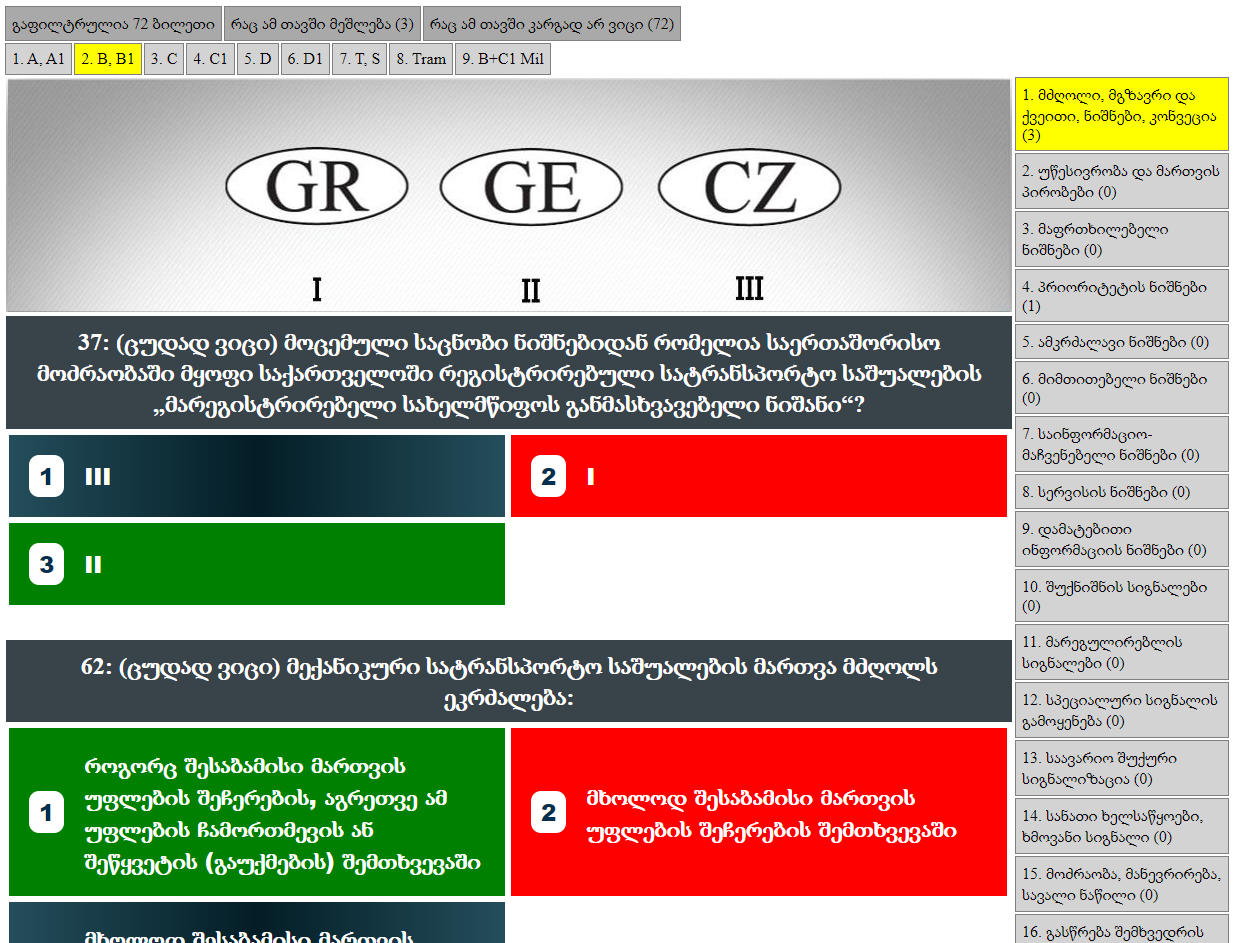 გაფილტრულია 72 ბილეთი
რაც ამ თავში მეშლება (3)
რაც ამ თავში კარგად არ ვიცი (72)
1. A, A1
2. B, B1
3. C
4. C1
5. D
6. D1
7. T, S
8. Tram
9. B+C1 Mil
GR
GE
CZ
I
II
III
37: (ცუდად ვიცი) მოცემული საცნობი ნიშნებიდან რომელია საერთაშორისო
მოძრაობაში მყოფი საქართველოში რეგისტრირებული სატრანსპორტო საშუალების
„მარეგისტრირებელი სახელმწიფოს განმასხვავებელი ნიშანი“?
1
III
2
I
3
II
62: (ცუდად ვიცი) მექანიკური სატრანსპორტო საშუალების მართვა მძღოლს
ეკრძალება:
1
როგორც შესაბამისი მართვის
უფლების შეჩერების, აგრეთვე ამ
უფლების ჩამორთმევის ან
შეწყვეტის (გაუქმების) შემთხვევაში
2
მხოლოდ შესაბამისი მართვის
უფლების შეჩერების შემთხვევაში
მხოლოდ შესაბამისი მართვის
1. მძღოლი, მგზავრი და
ქვეითი, ნიშნები, კონვეცია
(3)
2. უწესივრობა და მართვის
პირობები (0)
3. მაფრთხილებელი
ნიშნები (0)
4. პრიორიტეტის ნიშნები
(1)
5. ამკრძალავი ნიშნები (0)
6. მიმთითებელი ნიშნები
(0)
7. საინფორმაციო-
მაჩვენებელი ნიშნები (0)
8. სერვისის ნიშნები (0)
9. დამატებითი
ინფორმაციის ნიშნები (0)
10. შუქნიშნის სიგნალები
(0)
11. მარეგულირებლის
სიგნალები (0)
12. სპეციალური სიგნალის
გამოყენება (0)
13. საავარიო შუქური
სიგნალიზაცია (0)
14. სანათი ხელსაწყოები,
ხმოვანი სიგნალი (0)
15. მოძრაობა, მანევრირება,
სავალი ნაწილი (0)
16. გასწრება შემხვედრის